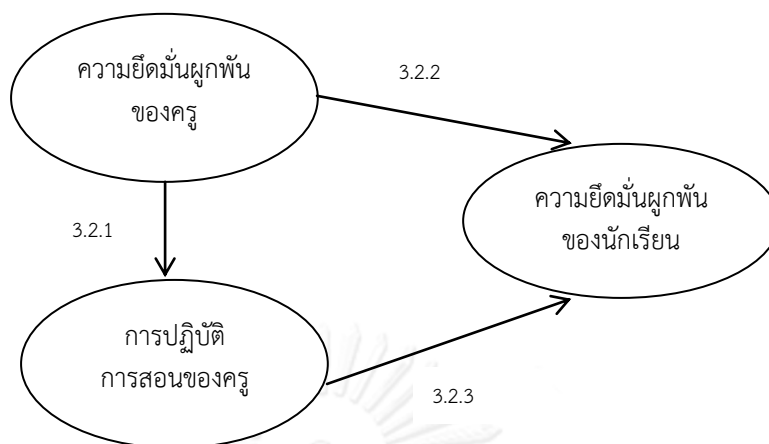 ความยึดมั่นผูกพัน
ของครู
3.2.2
ความยึดมั่นผูกพัน
ของนักเรียน
3.2.1
การปฏิบัติ
การสอนของครู
3.2.3